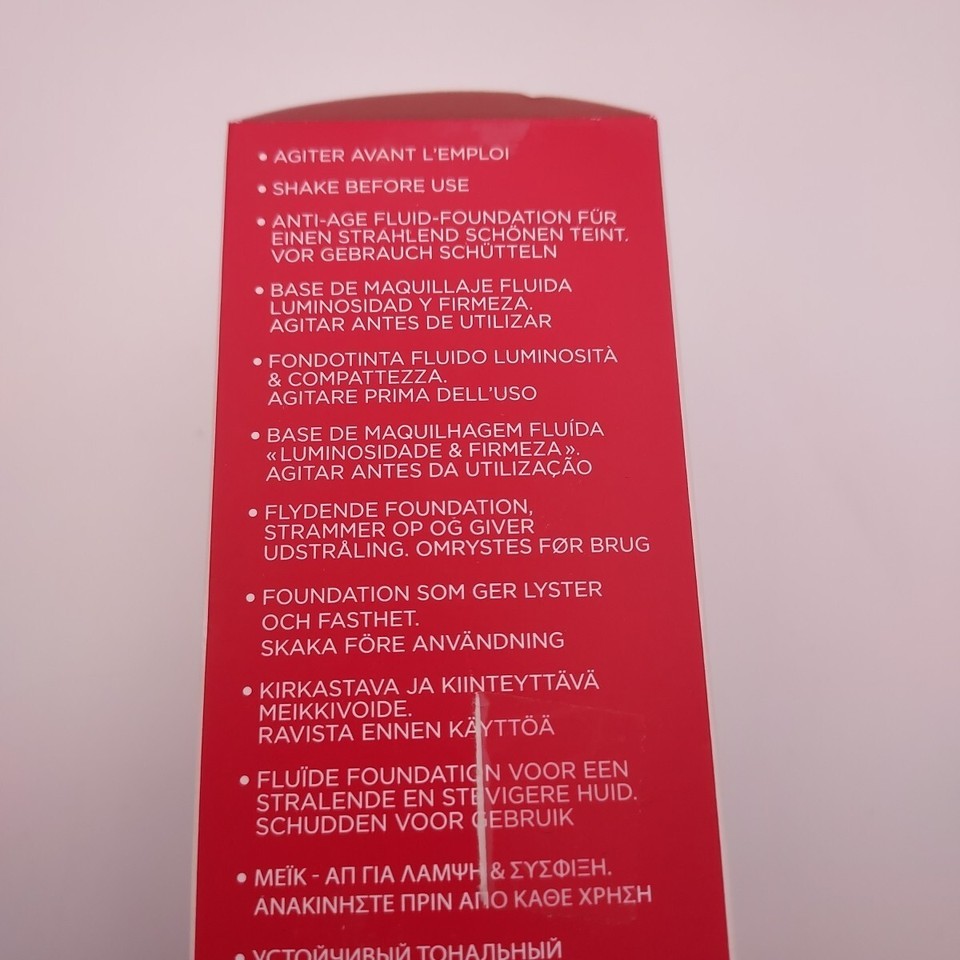 • AGITER AVANT L'EMPLOI
• SHAKE BEFORE USE
• ANTI-AGE FLUID-FOUNDATION FÜR
EINEN STRAHLEND SCHÖNEN TEINT.
VOR GEBRAUCH SCHÜTTELN
• BASE DE MAQUILLAJE FLUIDA
LUMINOSIDAD Y FIRMEZA.
AGITAR ANTES DE UTILIZAR
• FONDOTINTA FLUIDO LUMINOSITÀ
& COMPATTEZZA.
AGITARE PRIMA DELL'USO
• BASE DE MAQUILHAGEM FLUÍDA
«LUMINOSIDADE & FIRMEZA».
AGITAR ANTES DA UTILIZAÇÃO
• FLYDENDE FOUNDATION,
STRAMMER OP OG GIVER
UDSTRÅLING. OMRYSTES FØR BRUG
• FOUNDATION SOM GER LYSTER
OCH FASTHET.
SKAKA FÖRE ANVÄNDNING
• KIRKASTAVA JA KIINTEYTTÄVÄ
MEIKKIVOIDE.
RAVISTA ENNEN KÄYTTÖÄ
• FLUÏDE FOUNDATION VOOR EEN
STRALENDE EN STEVIGERE HUID.
SCHUDDEN VOOR GEBRUIK
• ΜΕΪΚ - ΑΠ ΓΙΑ ΛΑΜΨΗ & ΣΥΣΦΙΞΗ.
ΑΝΑΚΙΝΗΣΤΕ ΠΡΙΝ ΑΠΟ ΚΑΘΕ ΧΡΗΣΗ
• УСТОЙЧИВЫЙ ТОНАЛЬНЫЙ